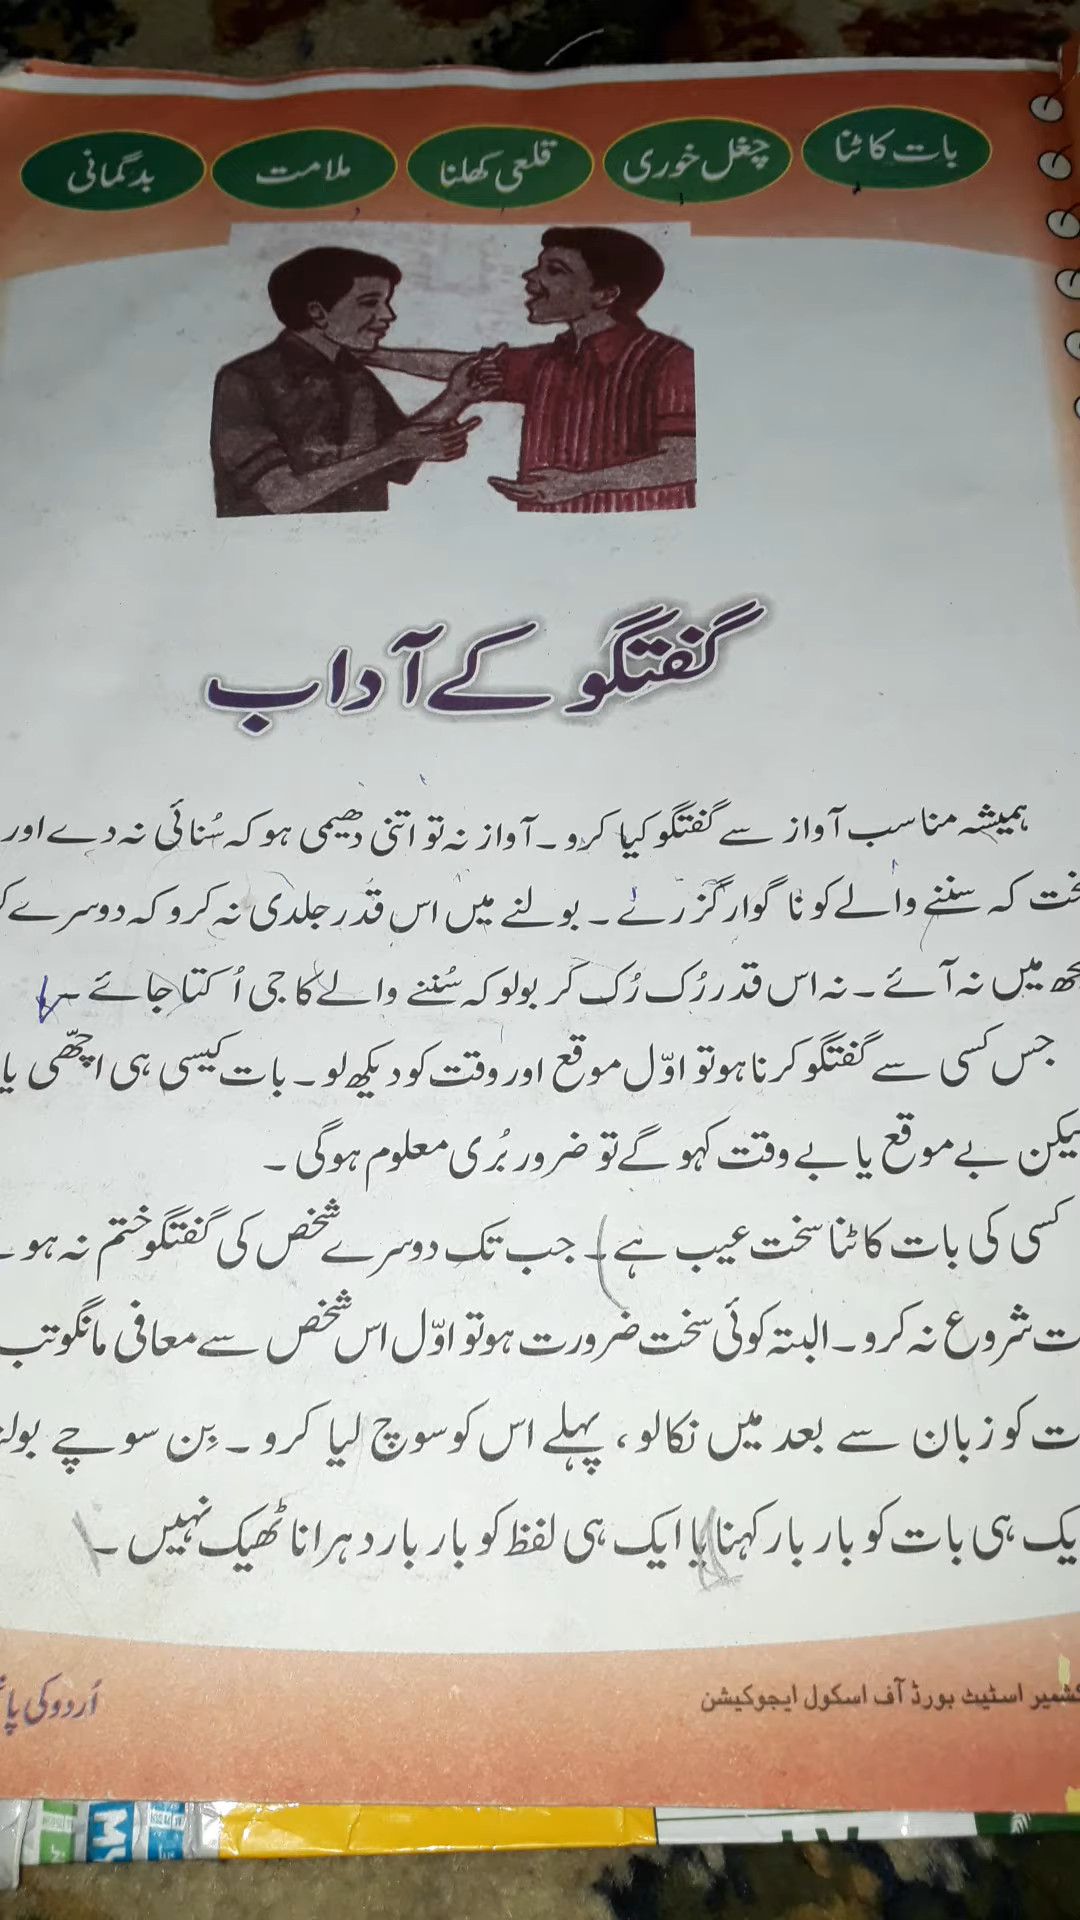 بات کاٹنا
چغل خوری
قلعی کھلنا
ملامت
بدگمانی
گفتگو کے آداب
ہمیشہ مناسب آواز سے گفتگو کیا کرو۔ آواز نہ تو اتنی دھیمی ہو کہ سُنائی نہ دے اور
کہ سننے والے کو نا گوار گزرے۔ بولنے میں اس قدر جلدی نہ کرو کہ دوسرے
میں نہ آئے۔ نہ اس قدر رُک رُک کر بولو کہ سُننے والے کا جی اُکتا جائے۔
جس کسی سے گفتگو کرنا ہو تو اوّل موقع اور وقت کو دیکھ لو۔ بات کیسی ہی اچھّی یا
بے موقع یا بے وقت کہو گے تو ضرور بُری معلوم ہوگی۔
کسی کی بات کاٹنا سخت عیب ہے۔ جب تک دوسرے شخص کی گفتگو ختم نہ ہو
شروع نہ کرو۔ البتہ کوئی سخت ضرورت ہو تو اوّل اس شخص سے معافی مانگو تب
کو زبان سے بعد میں نکالو، پہلے اس کو سوچ لیا کرو۔ بِن سوچے
ہی بات کو بار بار کہنا یا ایک ہی لفظ کو بار بار دہرانا ٹھیک نہیں۔
اسٹیٹ بورڈ آف اسکول ایجوکیشن
اُردو کی